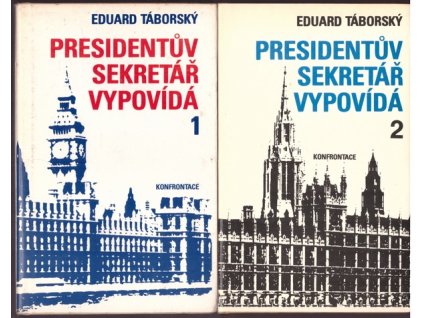 EDUARD TÁBORSKÝ
PRESIDENTŮV
SEKRETÁŘ
VYPOVÍDÁ
1
KONFRONTACE
EDUARD TÁBORSKÝ
PRESIDENTŮV
SEKRETÁŘ
VYPOVÍDÁ
2
KONFRONTACE